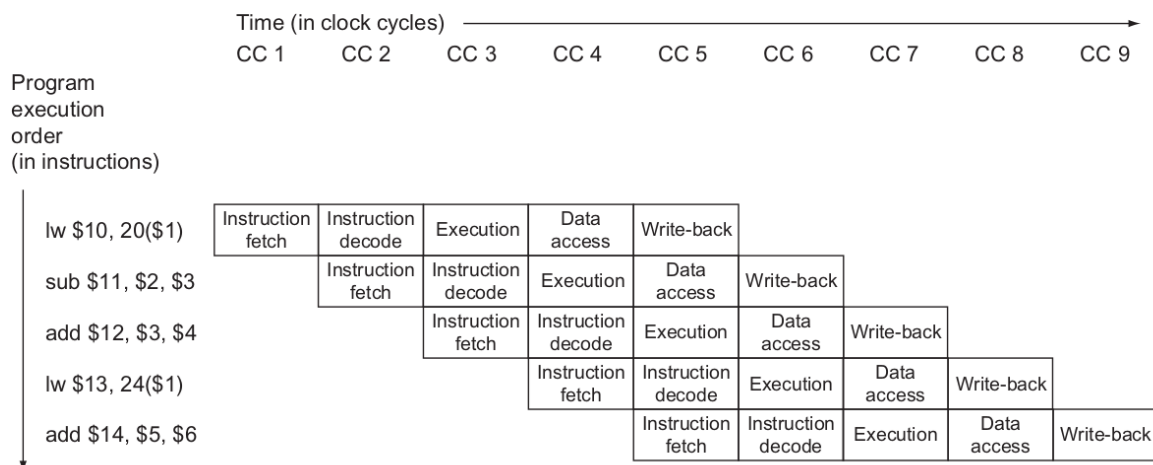 Time (in clock cycles)
CC 1 CC 2 CC 3 CC 4 CC 5 CC 6 CC 7 CC 8 CC 9
Program
execution
order
(in instructions)
lw $10, 20($1)
Instruction
fetch
Instruction
decode
Execution
Data
access
Write-back
sub $11, $2, $3
Instruction
fetch
Instruction
decode
Execution
Data
access
Write-back
add $12, $3, $4
Instruction
fetch
Instruction
decode
Execution
Data
access
Write-back
lw $13, 24($1)
Instruction
fetch
Instruction
decode
Execution
Data
access
Write-back
add $14, $5, $6
Instruction
fetch
Instruction
decode
Execution
Data
access
Write-back